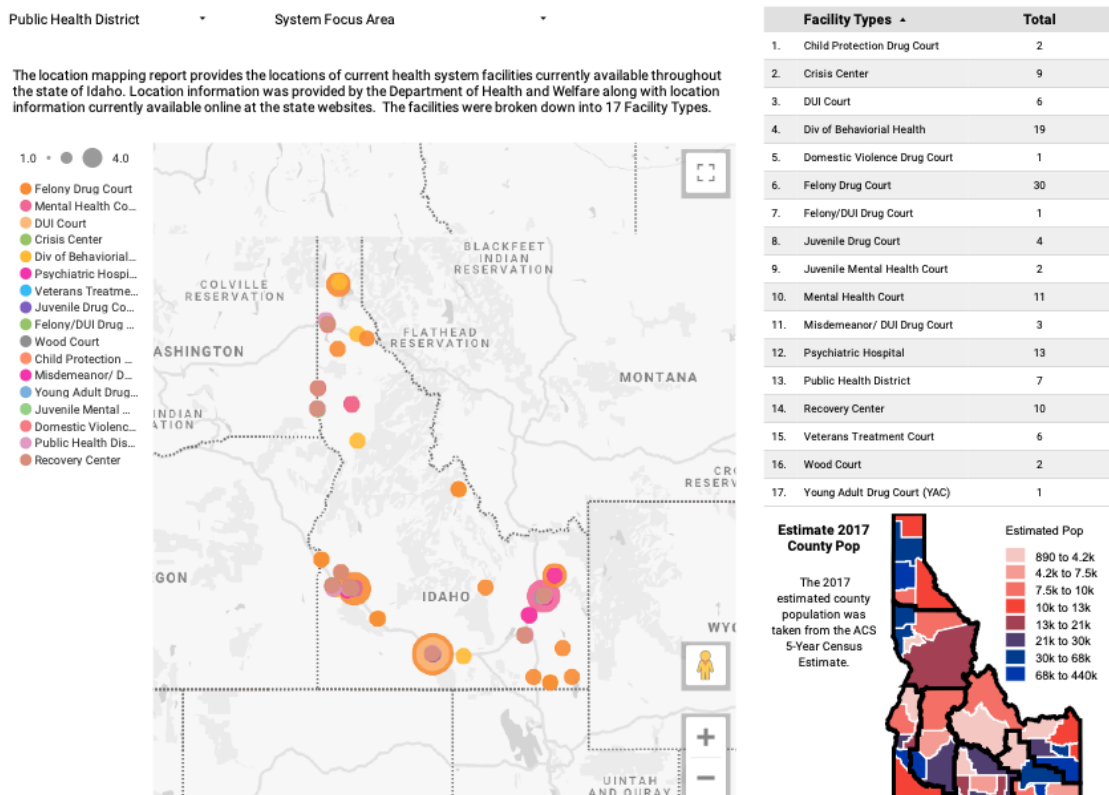 Public Health District
System Focus Area
The location mapping report provides the locations of current health system facilities currently available throughout
the state of Idaho. Location information was provided by the Department of Health and Welfare along with location
information currently available online at the state websites. The facilities were broken down into 17 Facility Types.
1.0
4.0
Felony Drug Court
Mental Health Co...
DUI Court
Crisis Center
Div of Behavioral...
Psychiatric Hospi...
Veterans Treatme...
Juvenile Drug Co...
Felony/DUI Drug ...
Wood Court
Child Protection ...
Misdemeanor/ D...
Young Adult Drug...
Juvenile Mental ...
Domestic Violenc...
Public Health Dis...
Recovery Center
BLACKFEET
INDIAN
RESERVATION
COLVILLE
RESERVATION
FLATHEAD
RESERVATION
ASHINGTON
MONTANA
INDIAN
ATION
CRO
RESERV
EGON
IDAHO
WYO
UINTAH
AND OURAY
Facility Types Total
1. Child Protection Drug Court 2
2. Crisis Center 9
3. DUI Court 6
4. Div of Behaviorial Health 19
5. Domestic Violence Drug Court 1
6. Felony Drug Court 30
7. Felony/DUI Drug Court 1
8. Juvenile Drug Court 4
9. Juvenile Mental Health Court 2
10. Mental Health Court 11
11. Misdemeanor/ DUI Drug Court 3
12. Psychiatric Hospital 13
13. Public Health District 7
14. Recovery Center 10
15. Veterans Treatment Court 6
16. Wood Court 2
17. Young Adult Drug Court (YAC) 1
Estimate 2017
County Pop
The 2017
estimated county
population was
taken from the ACS
5-Year Census
Estimate.
Estimated Pop
890 to 4.2k
4.2k to 7.5k
7.5k to 10k
10k to 13k
13k to 21k
21k to 30k
30k to 68k
68k to 440k